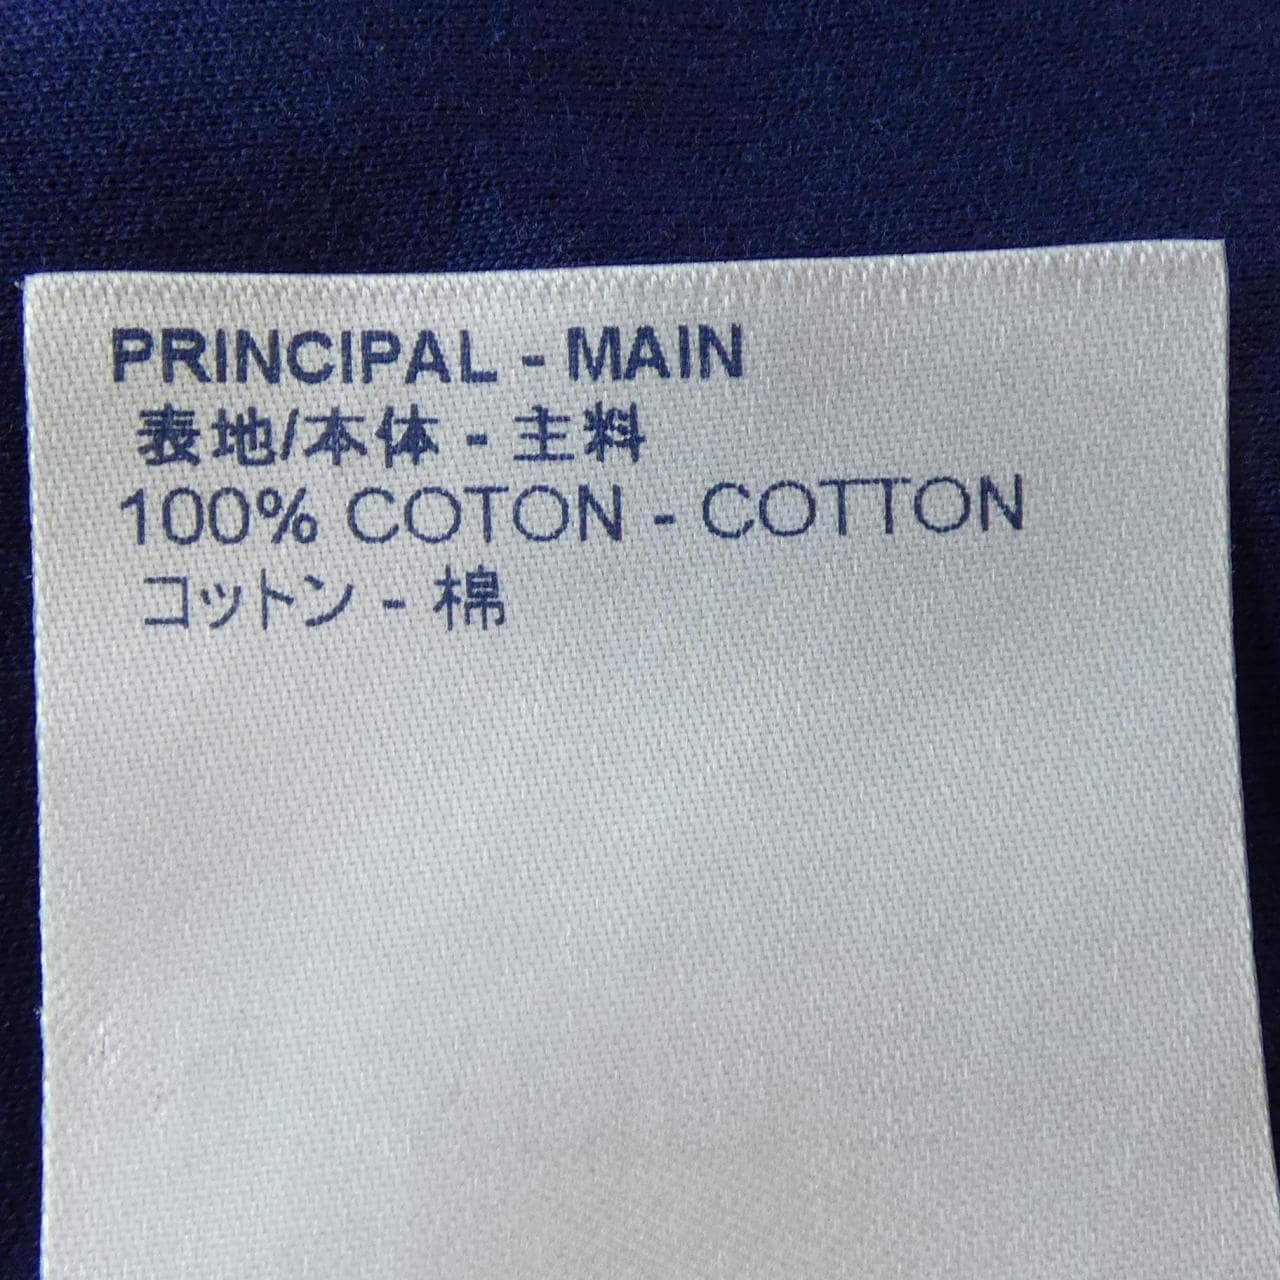 PRINCIPAL - MAIN
表地/本体 - 主料
100% COTON - COTTON
コットン - 棉